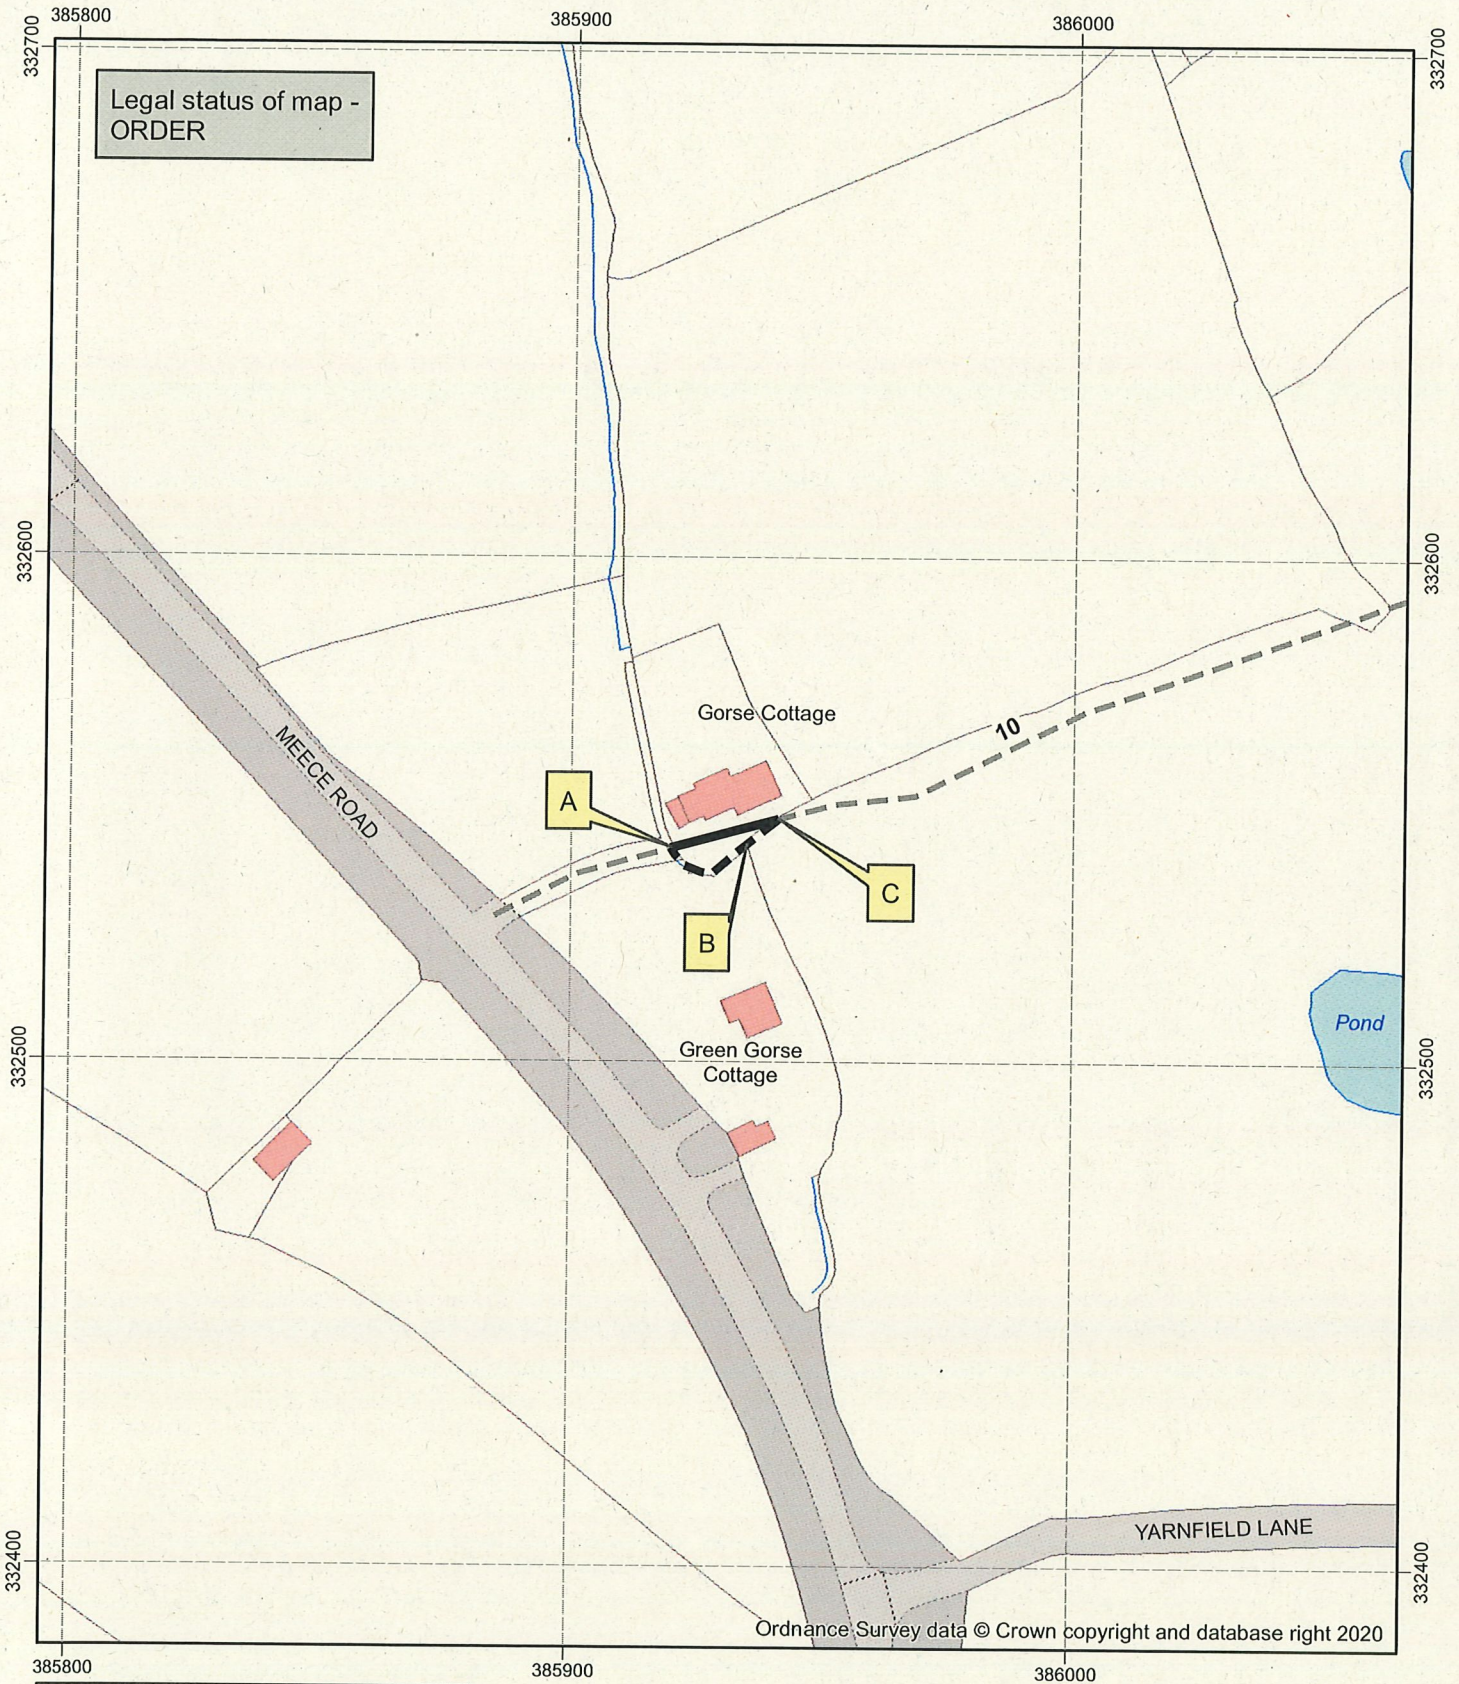 385800
385900
386000
332700
332700
Legal status of map -
ORDER
332600
332600
Gorse Cottage
10
MEECE ROAD
A
C
B
Pond
Green Gorse
Cottage
332500
332500
YARNFIELD LANE
332400
332400
Ordnance Survey data © Crown copyright and database right 2020
385800
385900
386000